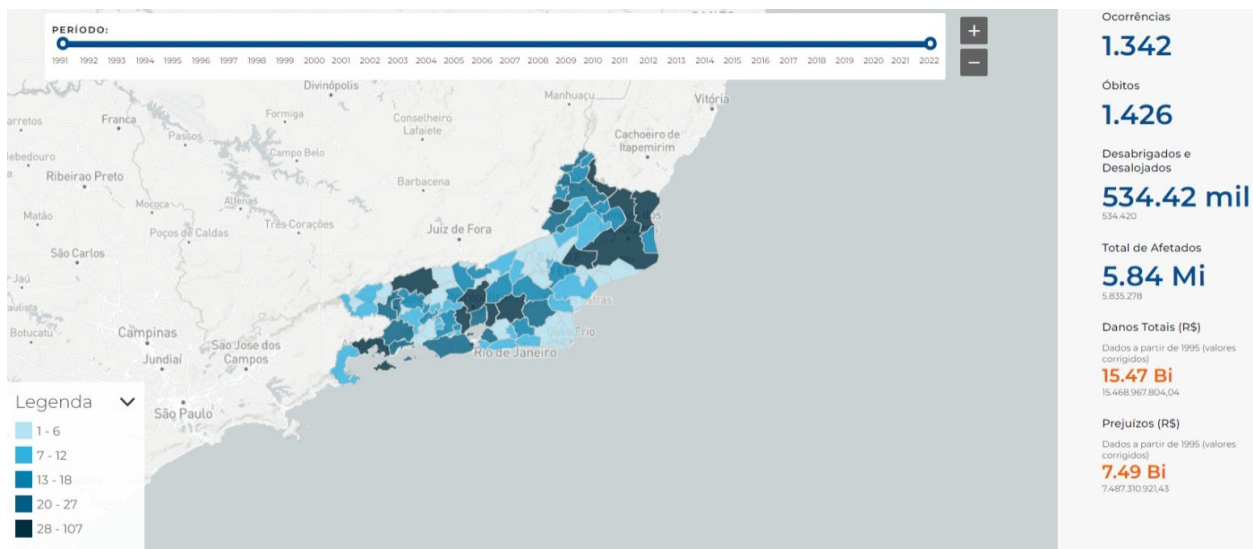 PERÍODO:
1991 1992 1993 1994 1995 1996 1997 1998 1999 2000 2001 2002 2003 2004 2005 2006 2007 2008 2009 2010 2011 2012 2013 2014 2015 2016 2017 2018 2019 2020 2021 2022
+
−
Divinópolis
Manhuaçu
Vitória
arretos
Franca
Passos
Formiga
Conselheiro
Lafaiete
Cachoeiro de
Itapemirim
ebedouro
Campo Belo
Ribeirao Preto
Barbacena
Mococa
Alfenas
Três Corações
Matão
Poços de Caldas
Juiz de Fora
São Carlos
Jaú
aulista
Botucatu
Campinas
Jundiaí
Sao Jose dos
Campos
Rio de Janeiro
São Paulo
Legenda
1 - 6
7 - 12
13 - 18
20 - 27
28 - 107
Ocorrências
1.342
Óbitos
1.426
Desabrigados e
Desalojados
534.42 mil
534.420
Total de Afetados
5.84 Mi
5.835.278
Danos Totais (R$)
Dados a partir de 1995 (valores
corrigidos)
15.47 Bi
15.468.967.804,04
Prejuízos (R$)
Dados a partir de 1995 (valores
corrigidos)
7.49 Bi
7.487.310.921,43